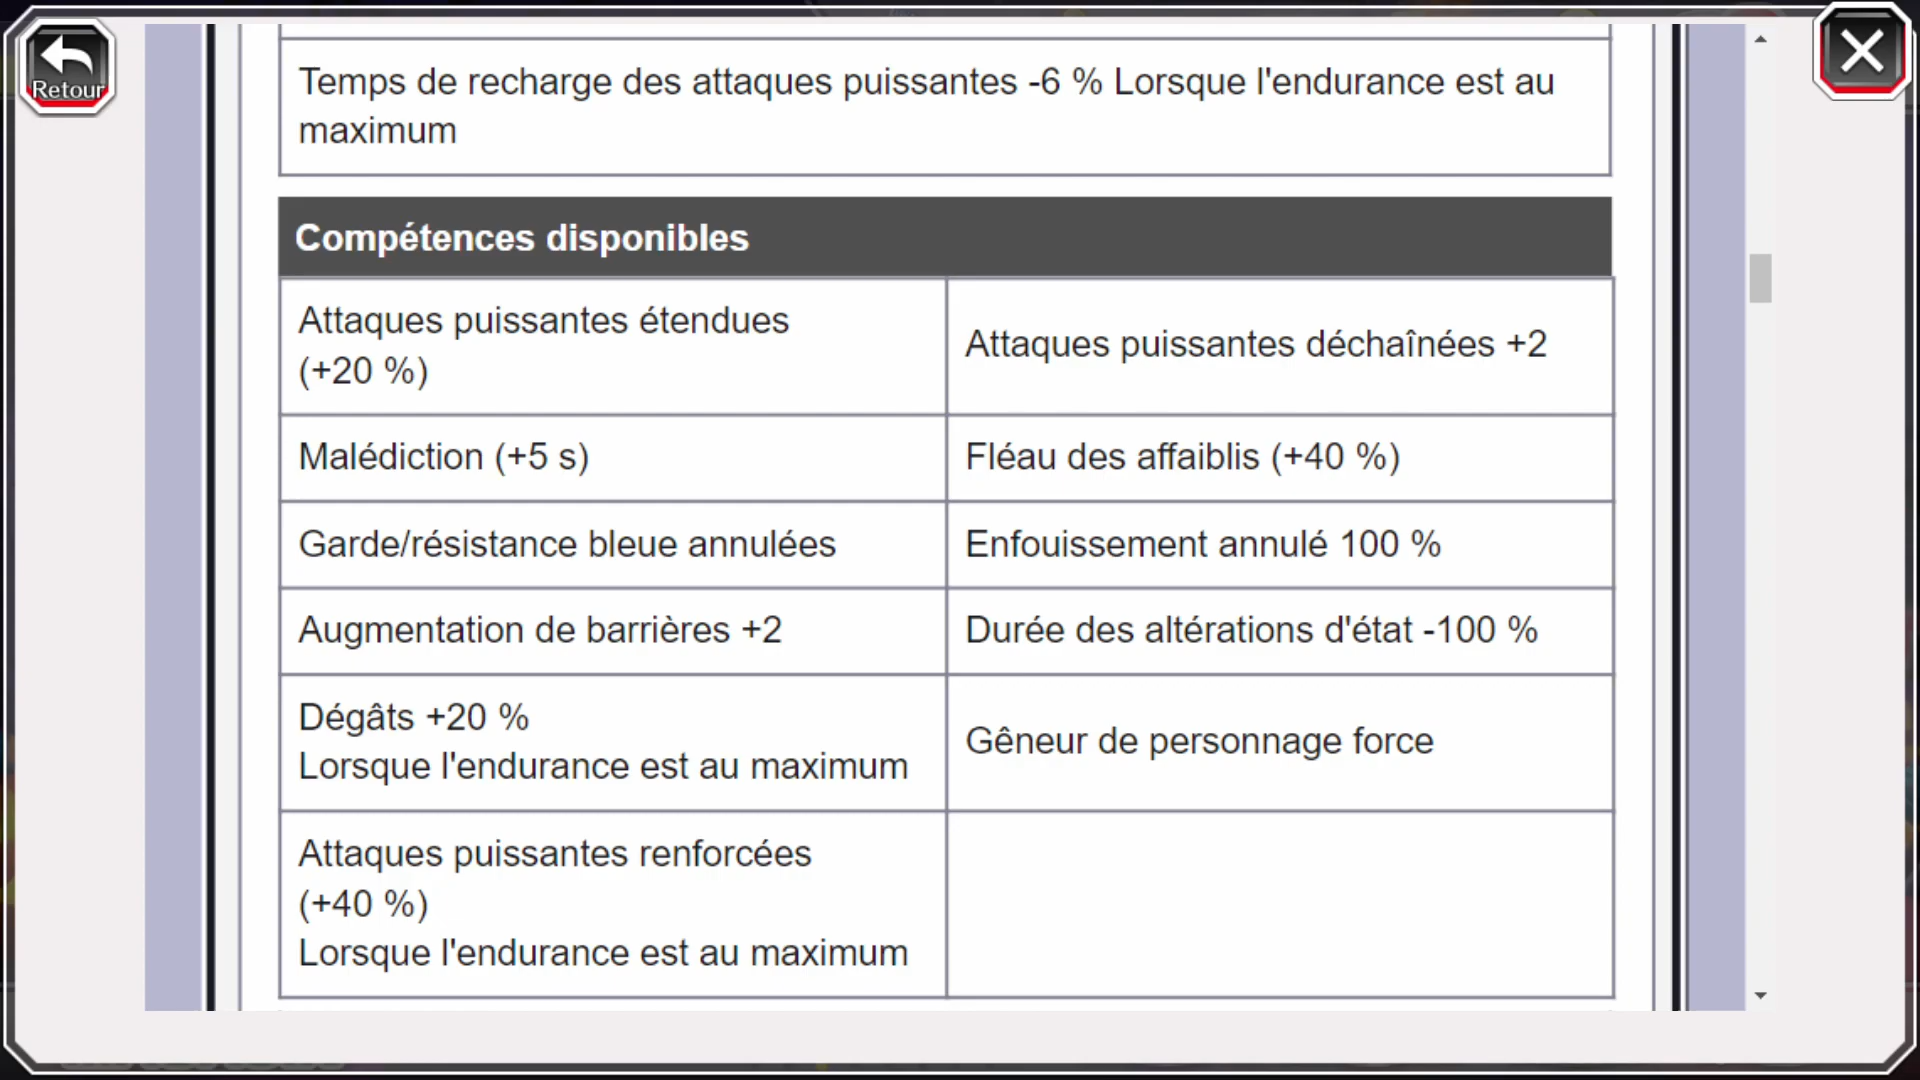 Retour
Temps de recharge des attaques puissantes -6 % Lorsque l'endurance est au
maximum
Compétences disponibles
Attaques puissantes étendues
(+20 %)
Attaques puissantes déchaînées +2
Malédiction (+5 s)
Fléau des affaiblis (+40 %)
Garde/résistance bleue annulées
Enfouissement annulé 100 %
Augmentation de barrières +2
Durée des altérations d'état -100 %
Dégâts +20 %
Lorsque l'endurance est au maximum
Gêneur de personnage force
Attaques puissantes renforcées
(+40 %)
Lorsque l'endurance est au maximum